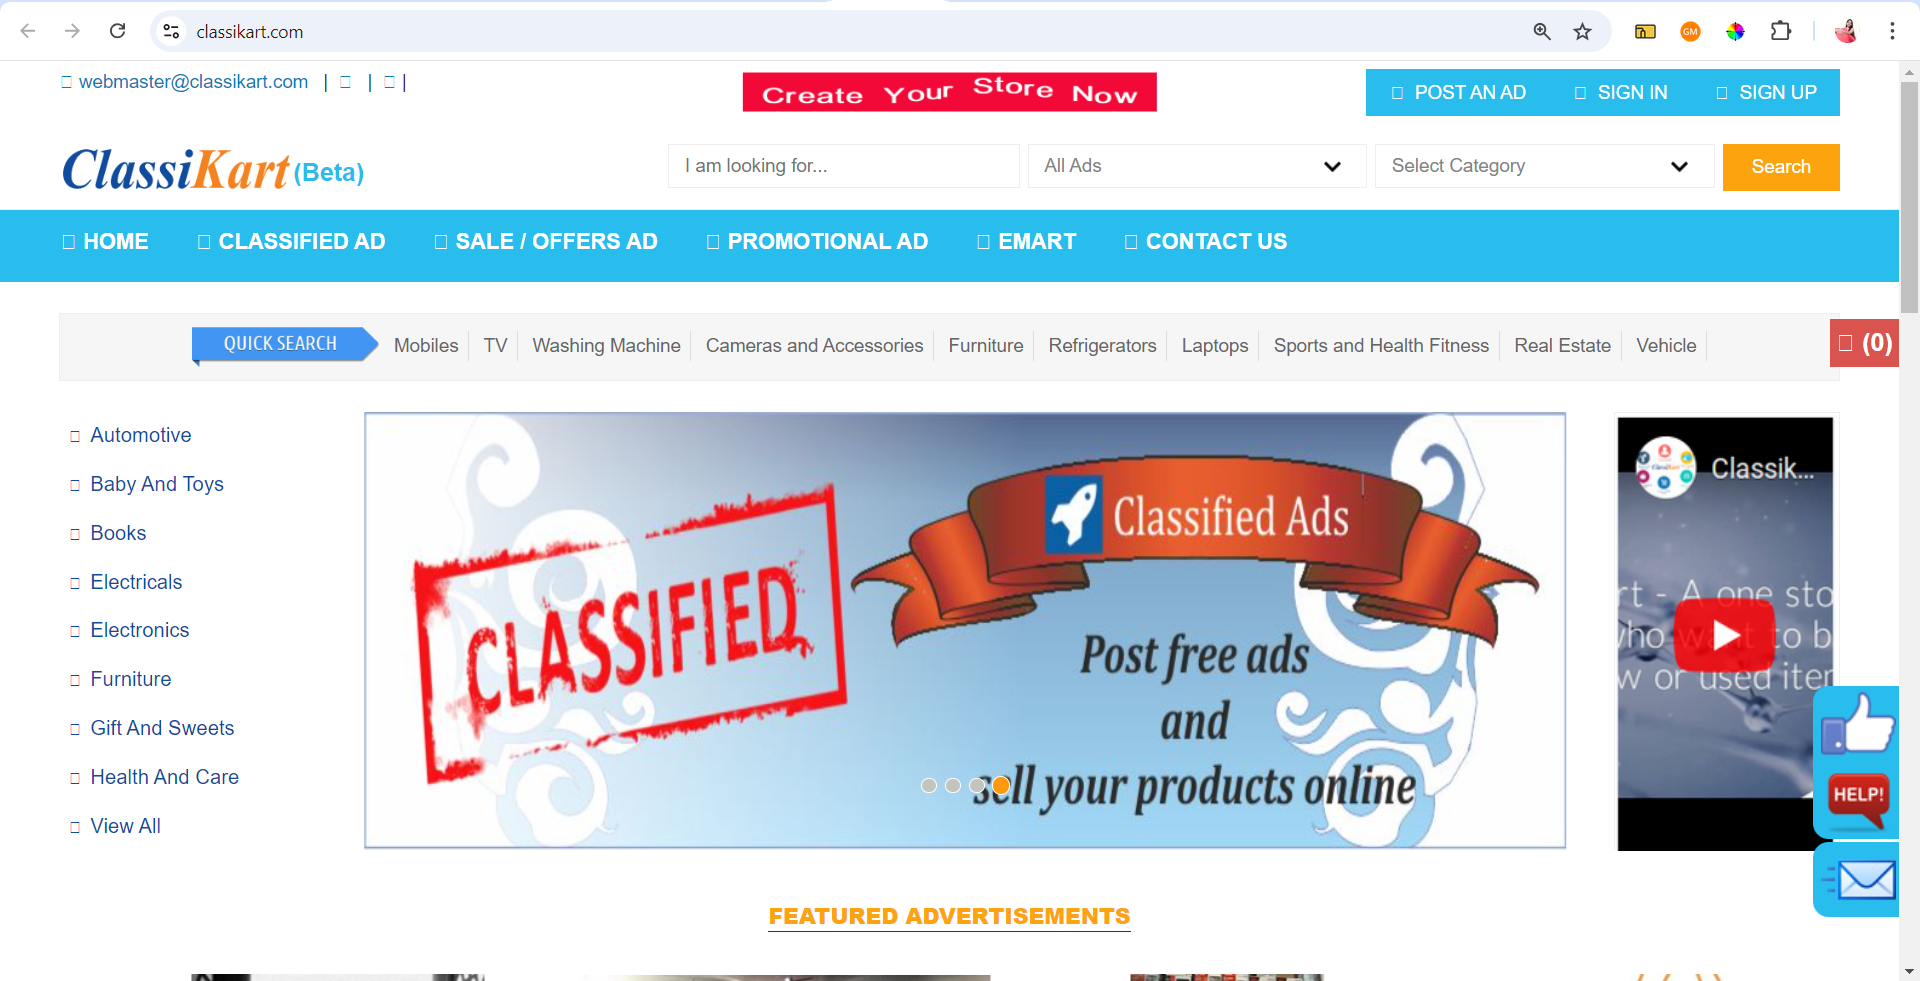 classikart.com
webmaster@classikart.com | | |
Create Your Store Now
POST AN AD SIGN IN SIGN UP
ClassiKart (Beta)
I am looking for... All Ads Select Category Search
HOME CLASSIFIED AD SALE / OFFERS AD PROMOTIONAL AD EMART CONTACT US
QUICK SEARCH Mobiles TV Washing Machine Cameras and Accessories Furniture Refrigerators Laptops Sports and Health Fitness Real Estate Vehicle
(0)
Automotive
Baby And Toys
Books
Electricals
Electronics
Furniture
Gift And Sweets
Health And Care
View All
CLASSIFIED
Classified Ads
Post free ads
and
sell your products online
Classik...
rt - A one sto
who want to b
w or used iter
HELP!
FEATURED ADVERTISEMENTS